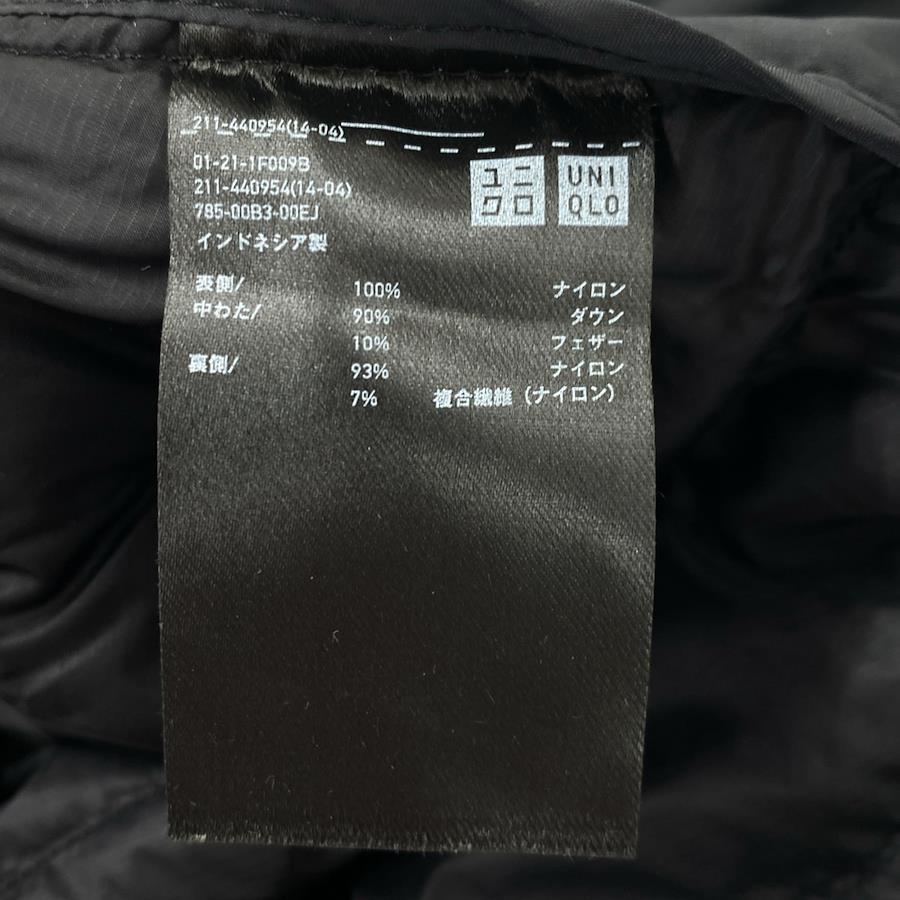 211-440954(14-04)
01-21-1F009B
211-440954(14-04)
785-00B3-00EJ
インドネシア製
ユニクロ
UNIQLO
表側/ 100% ナイロン
中わた/ 90% ダウン
10% フェザー
裏側/ 93% ナイロン
7% 複合繊維（ナイロン）